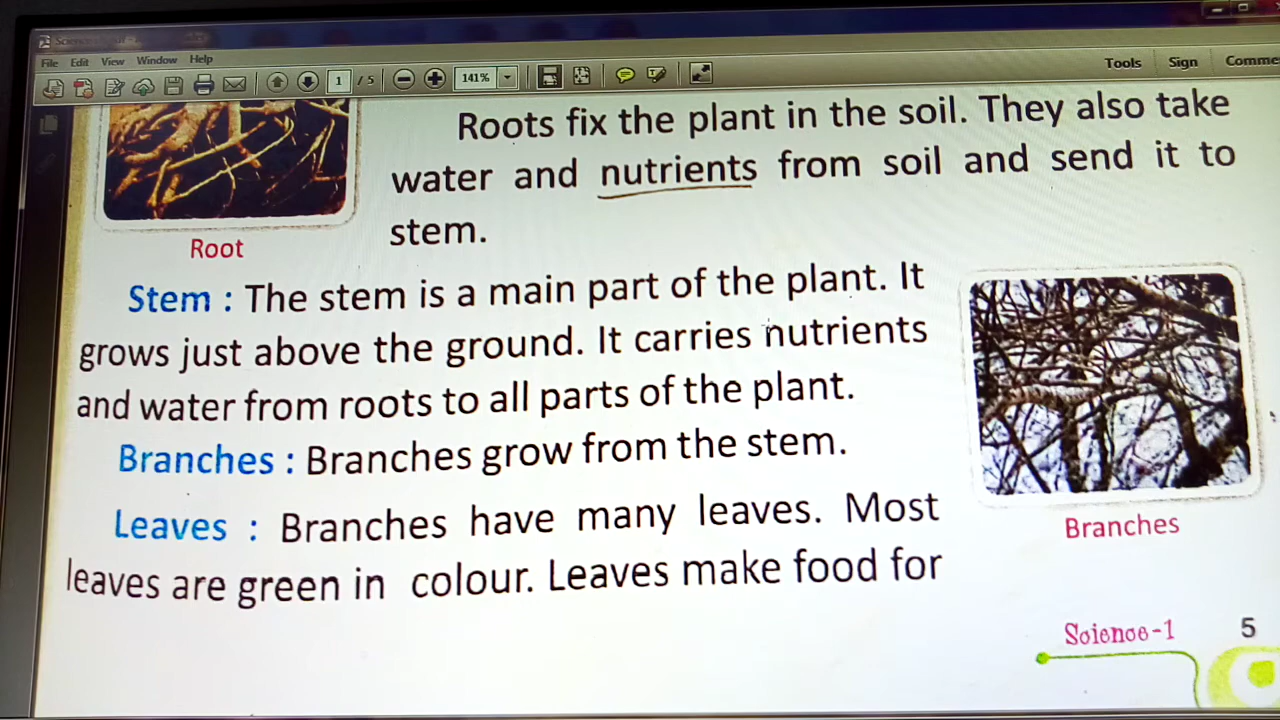 File Edit View Window Help
1 / 5
141%
Tools Sign Comme
Roots fix the plant in the soil. They also take
water and nutrients from soil and send it to
stem.
Root
Stem : The stem is a main part of the plant. It
grows just above the ground. It carries nutrients
and water from roots to all parts of the plant.
Branches : Branches grow from the stem.
Leaves : Branches have many leaves. Most
leaves are green in colour. Leaves make food for
Branches
Science-1 5